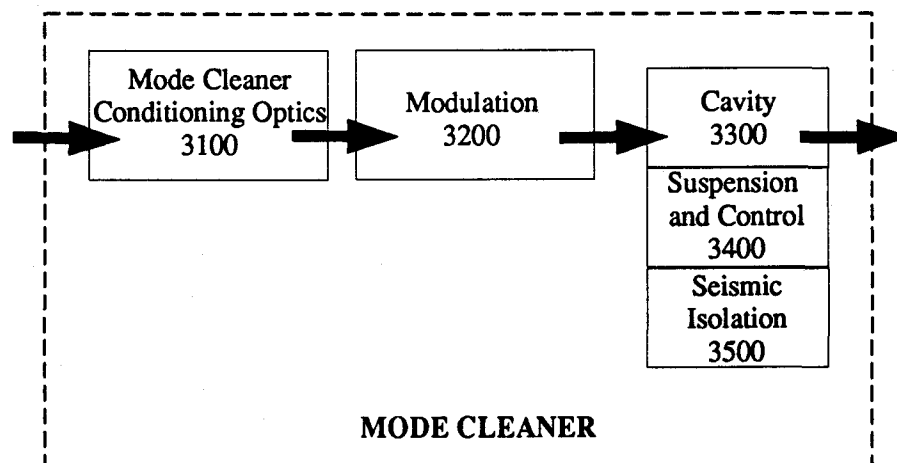 Mode Cleaner
Conditioning Optics
3100
Modulation
3200
Cavity
3300
Suspension
and Control
3400
Seismic
Isolation
3500
MODE CLEANER